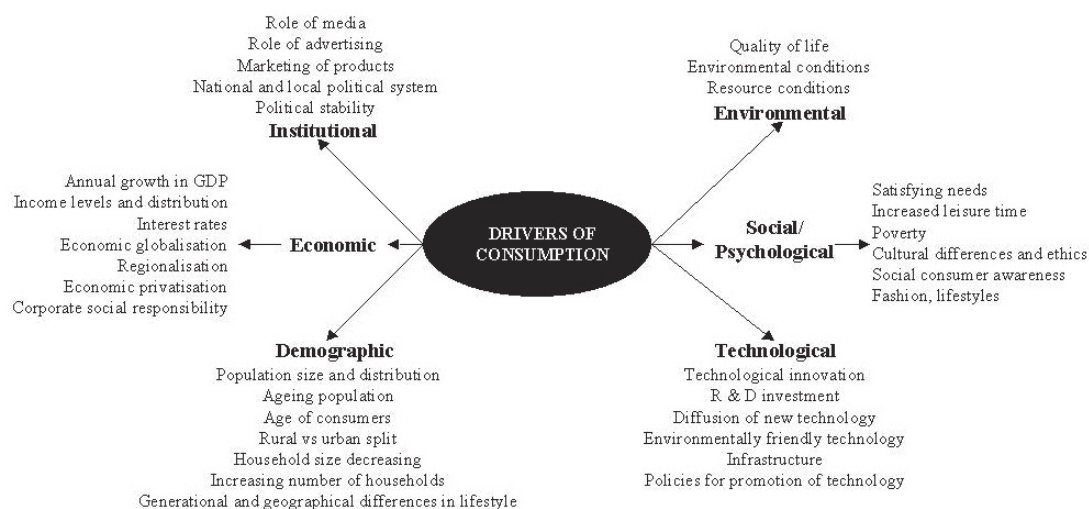 Role of media
Role of advertising
Marketing of products
National and local political system
Political stability
Institutional
Quality of life
Environmental conditions
Resource conditions
Environmental
Annual growth in GDP
Income levels and distribution
Interest rates
Economic globalisation
Regionalisation
Economic privatisation
Corporate social responsibility
Economic
DRIVERS OF
CONSUMPTION
Social/
Psychological
Satisfying needs
Increased leisure time
Poverty
Cultural differences and ethics
Social consumer awareness
Fashion, lifestyles
Demographic
Population size and distribution
Ageing population
Age of consumers
Rural vs urban split
Household size decreasing
Increasing number of households
Generational and geographical differences in lifestyle
Technological
Technological innovation
R & D investment
Diffusion of new technology
Environmentally friendly technology
Infrastructure
Policies for promotion of technology